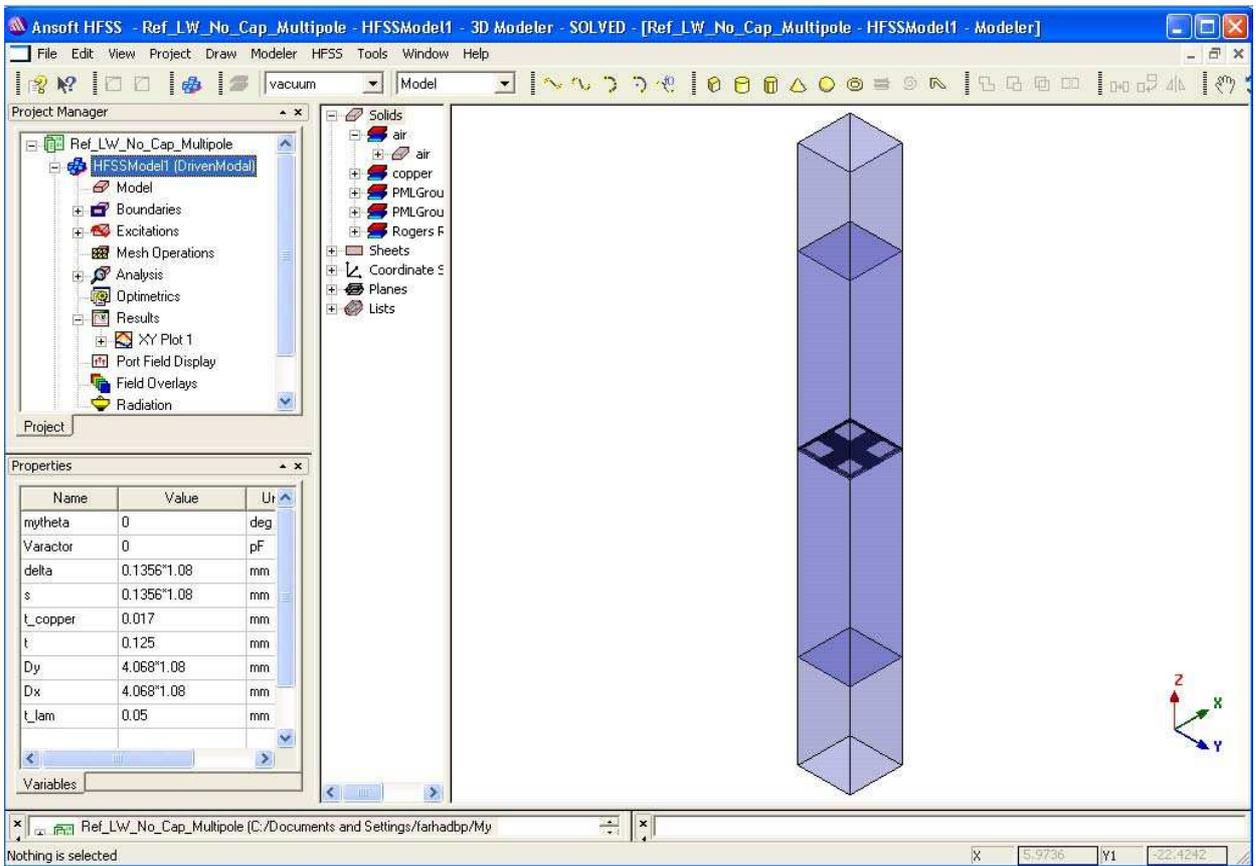 Ansoft HFSS - Ref_LW_No_Cap_Multipole - HFSSModel1 - 3D Modeler - SOLVED - [Ref_LW_No_Cap_Multipole - HFSSModel1 - Modeler]
File Edit View Project Draw Modeler HFSS Tools Window Help
vacuum Model
Project Manager
Ref_LW_No_Cap_Multipole
HFSSModel1 (DrivenModal)
Model
Boundaries
Excitations
Mesh Operations
Analysis
Optimetrics
Results
XY Plot 1
Port Field Display
Field Overlays
Radiation
Project
Solids
air
air
copper
PMLGrou
PMLGrou
Rogers R
Sheets
Coordinate S
Planes
Lists
Properties
Name Value Ur
mytheta 0 deg
Varactor 0 pF
delta 0.1356*1.08 mm
s 0.1356*1.08 mm
t_copper 0.017 mm
t 0.125 mm
Dy 4.068*1.08 mm
Dx 4.068*1.08 mm
t_lam 0.05 mm
Variables
Z
X
Y
Ref_LW_No_Cap_Multipole (C:/Documents and Settings/farhadbp/My
Nothing is selected
X 5.9736 Y1 -22.4242